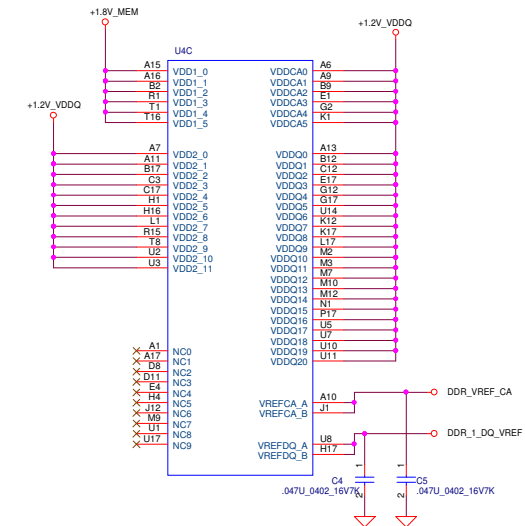 +1.8V_MEM
+1.2V_VDDQ
U4C
A15 VDD1_0 VDDCA0 A6
A16 VDD1_1 VDDCA1 A9
B2 VDD1_2 VDDCA2 B9
R1 VDD1_3 VDDCA3 E1
T1 VDD1_4 VDDCA4 G2
T16 VDD1_5 VDDCA5 K1
+1.2V_VDDQ
A7 VDD2_0 VDDQ0 A13
A11 VDD2_1 VDDQ1 B12
B17 VDD2_2 VDDQ2 C12
C3 VDD2_3 VDDQ3 E17
C17 VDD2_4 VDDQ4 G12
H1 VDD2_5 VDDQ5 G17
H16 VDD2_6 VDDQ6 U14
L1 VDD2_7 VDDQ7 K12
R15 VDD2_8 VDDQ8 K17
T8 VDD2_9 VDDQ9 L17
U2 VDD2_10 VDDQ10 M2
U3 VDD2_11 VDDQ11 M3
VDDQ12 M7
VDDQ13 M10
VDDQ14 M12
VDDQ15 N1
VDDQ16 P17
VDDQ17 U5
VDDQ18 U7
A1 NC0 VDDQ19 U10
A17 NC1 VDDQ20 U11
D8 NC2
D11 NC3
E4 NC4
H4 NC5 VREFCA_A A10
J12 NC6 VREFCA_B J1
M9 NC7
U1 NC8
U17 NC9
DDR_VREF_CA
VREFDQ_A U8
VREFDQ_B H17
DDR_1_DQ_VREF
1 1
C4 C5
.047U_0402_16V7K .047U_0402_16V7K
2 2